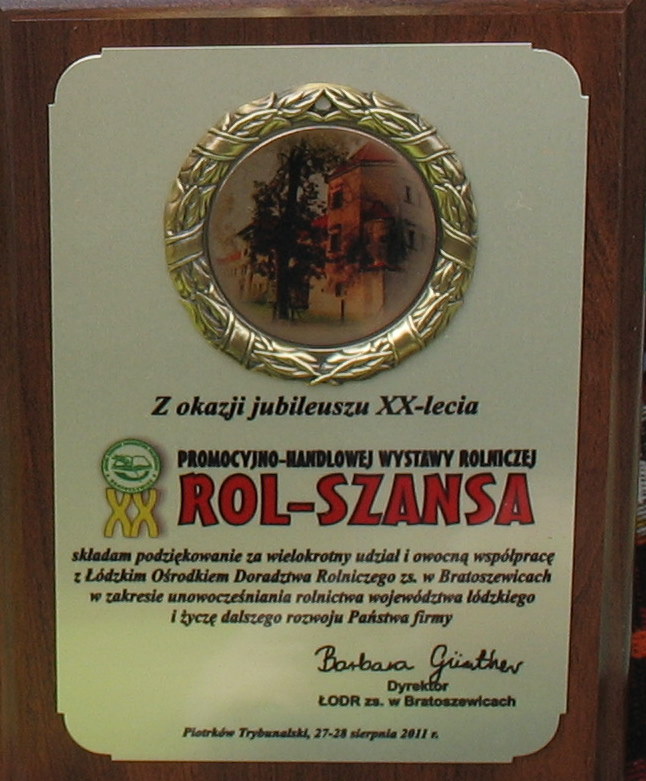 Z okazji jubileuszu XX-lecia
PROMOCYJNO-HANDLOWEJ WYSTAWY ROLNICZEJ
XX
ROL-SZANSA
składam podziękowanie za wielokrotny udział i owocną współpracę
z Łódzkim Ośrodkiem Doradztwa Rolniczego zs. w Bratoszewicach
w zakresie unowocześniania rolnictwa województwa łódzkiego
i życzę dalszego rozwoju Państwa firmy
Barbara Günther
Dyrektor
ŁODR zs. w Bratoszewicach
Piotrków Trybunalski, 27-28 sierpnia 2011 r.